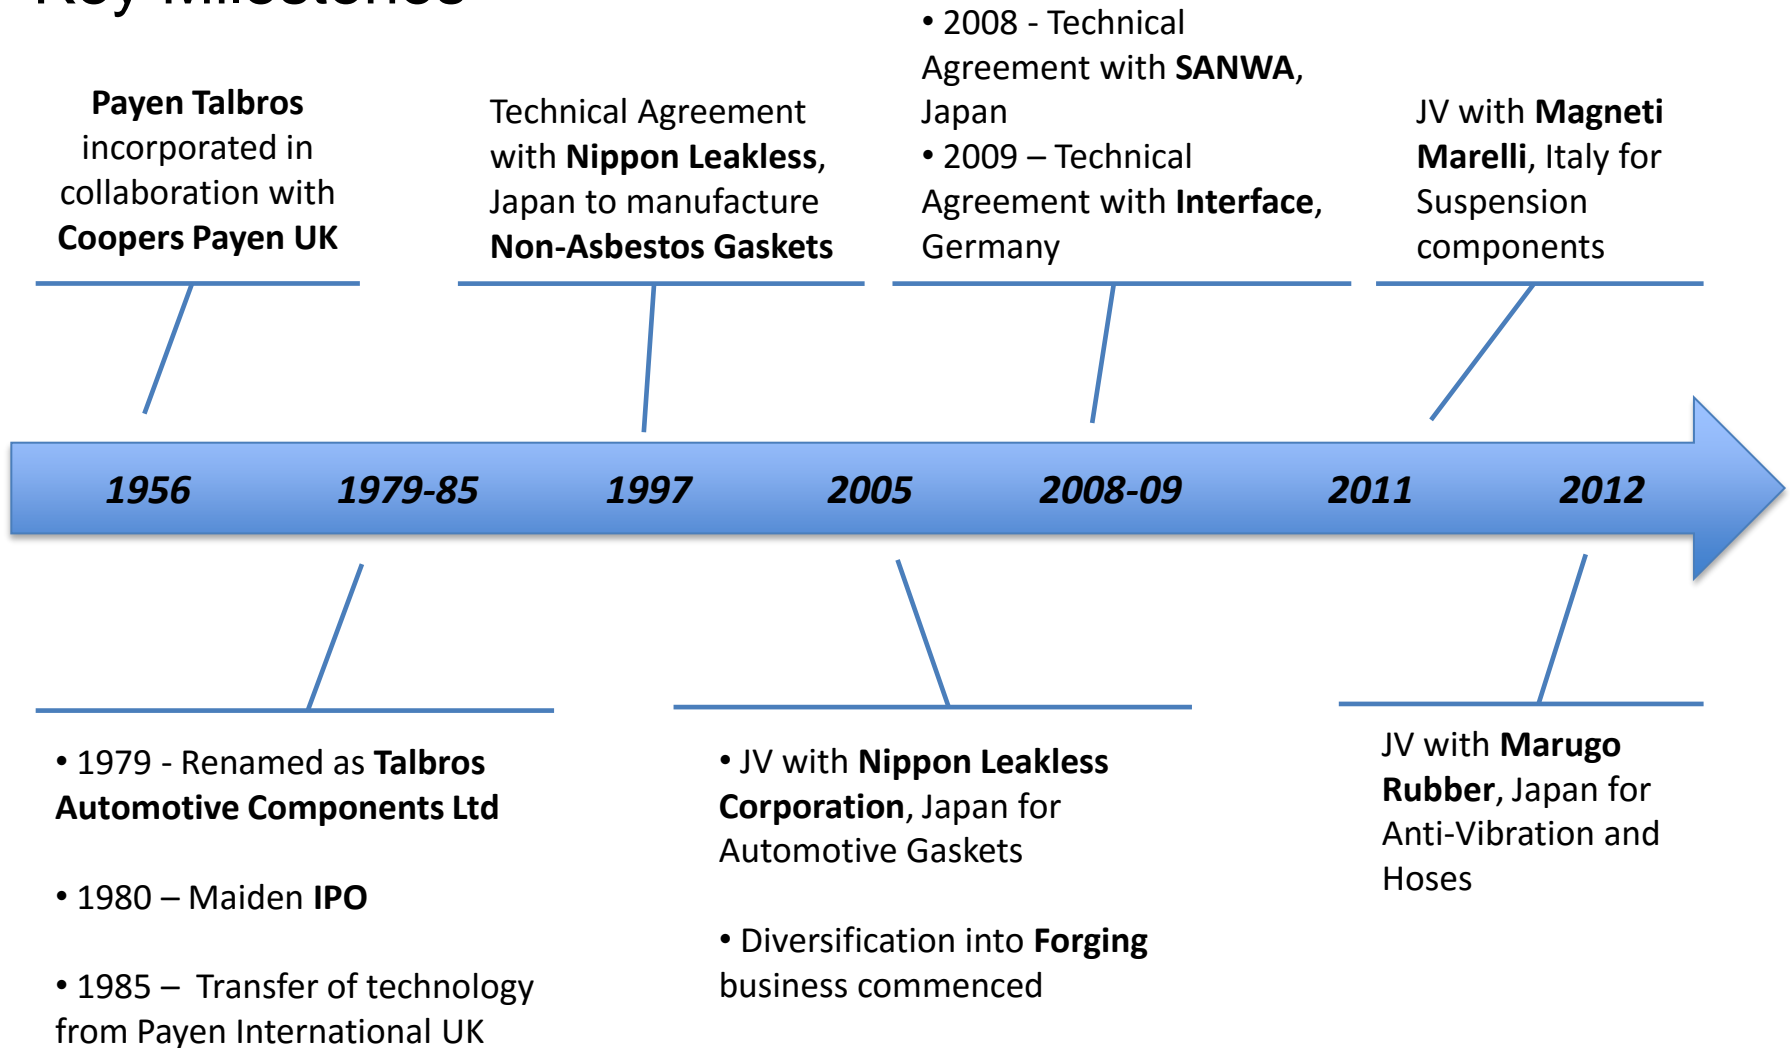 Key Milestones
Payen Talbros
incorporated in
collaboration with
Coopers Payen UK
Technical Agreement
with Nippon Leakless,
Japan to manufacture
Non-Asbestos Gaskets
• 2008 - Technical
Agreement with SANWA,
Japan
• 2009 – Technical
Agreement with Interface,
Germany
JV with Magneti
Marelli, Italy for
Suspension
components
1956
1979-85
1997
2005
2008-09
2011
2012
• 1979 - Renamed as Talbros
Automotive Components Ltd
• 1980 – Maiden IPO
• 1985 – Transfer of technology
from Payen International UK
• JV with Nippon Leakless
Corporation, Japan for
Automotive Gaskets
• Diversification into Forging
business commenced
JV with Marugo
Rubber, Japan for
Anti-Vibration and
Hoses